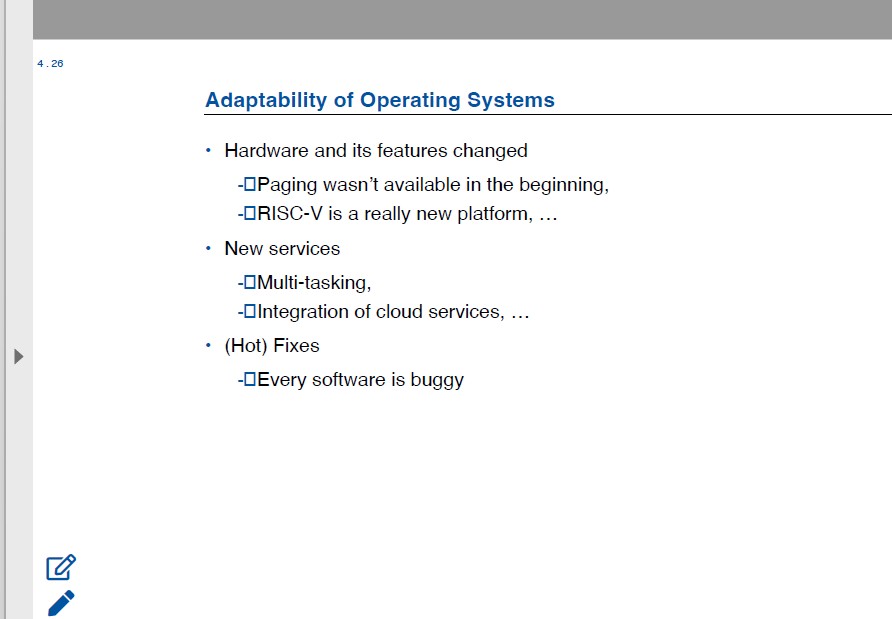 4.26
Adaptability of Operating Systems
• Hardware and its features changed
-□Paging wasn’t available in the beginning,
-□RISC-V is a really new platform, …
• New services
-□Multi-tasking,
-□Integration of cloud services, …
• (Hot) Fixes
-□Every software is buggy